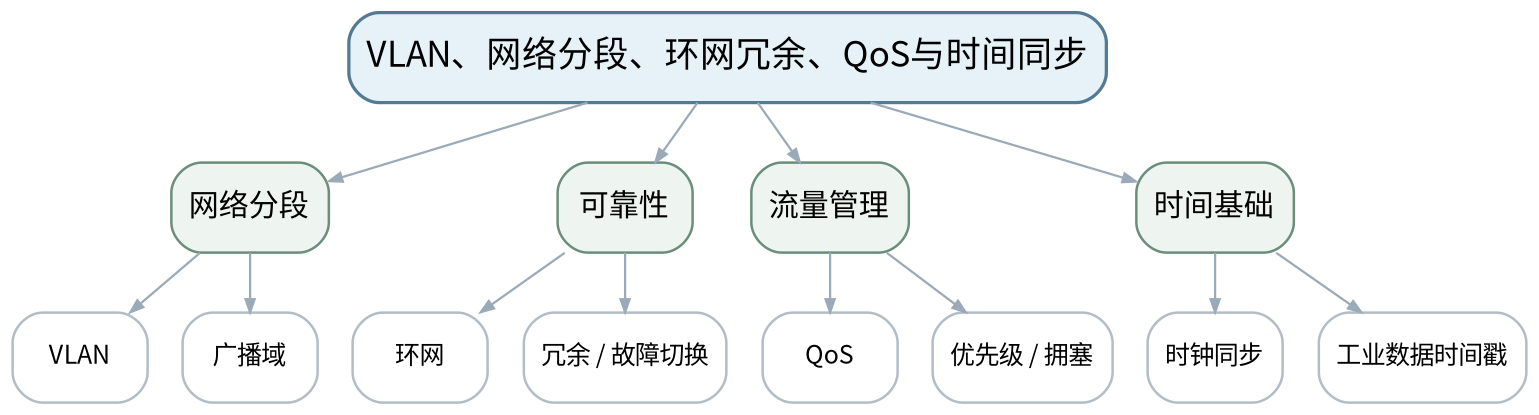 VLAN、网络分段、环网冗余、QoS与时间同步
网络分段
可靠性
流量管理
时间基础
VLAN
广播域
环网
冗余 / 故障切换
QoS
优先级 / 拥塞
时钟同步
工业数据时间戳